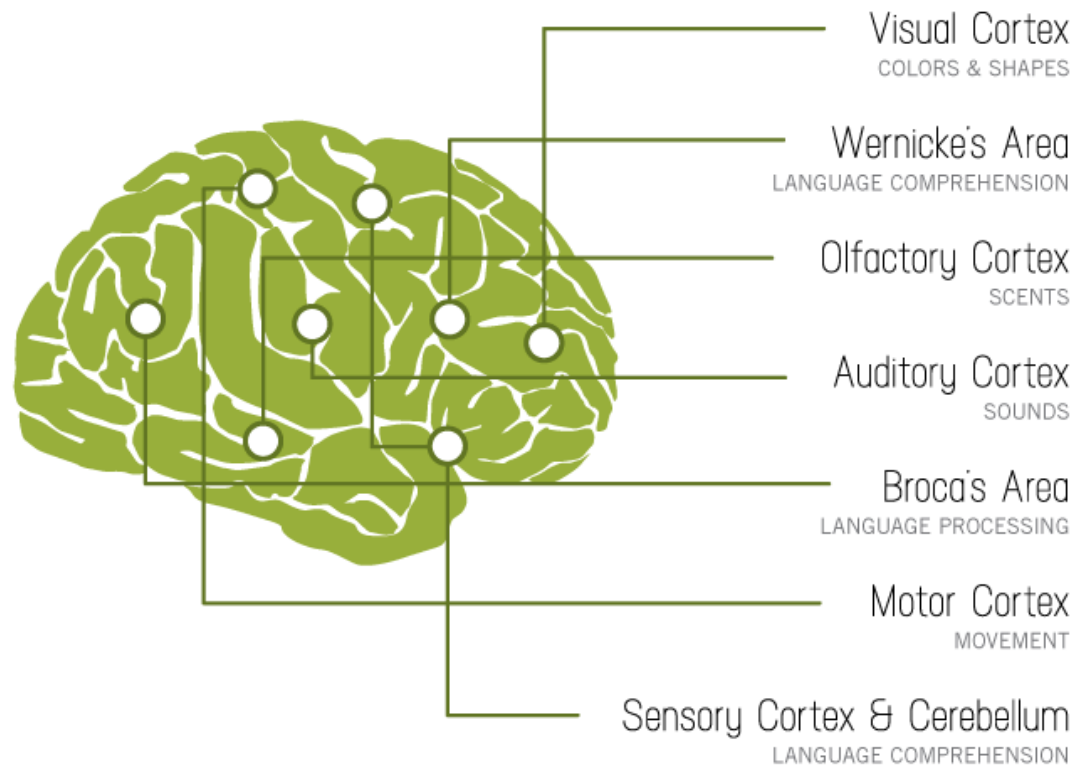 Visual Cortex
COLORS & SHAPES
Wernicke's Area
LANGUAGE COMPREHENSION
Olfactory Cortex
SCENTS
Auditory Cortex
SOUNDS
Broca's Area
LANGUAGE PROCESSING
Motor Cortex
MOVEMENT
Sensory Cortex & Cerebellum
LANGUAGE COMPREHENSION